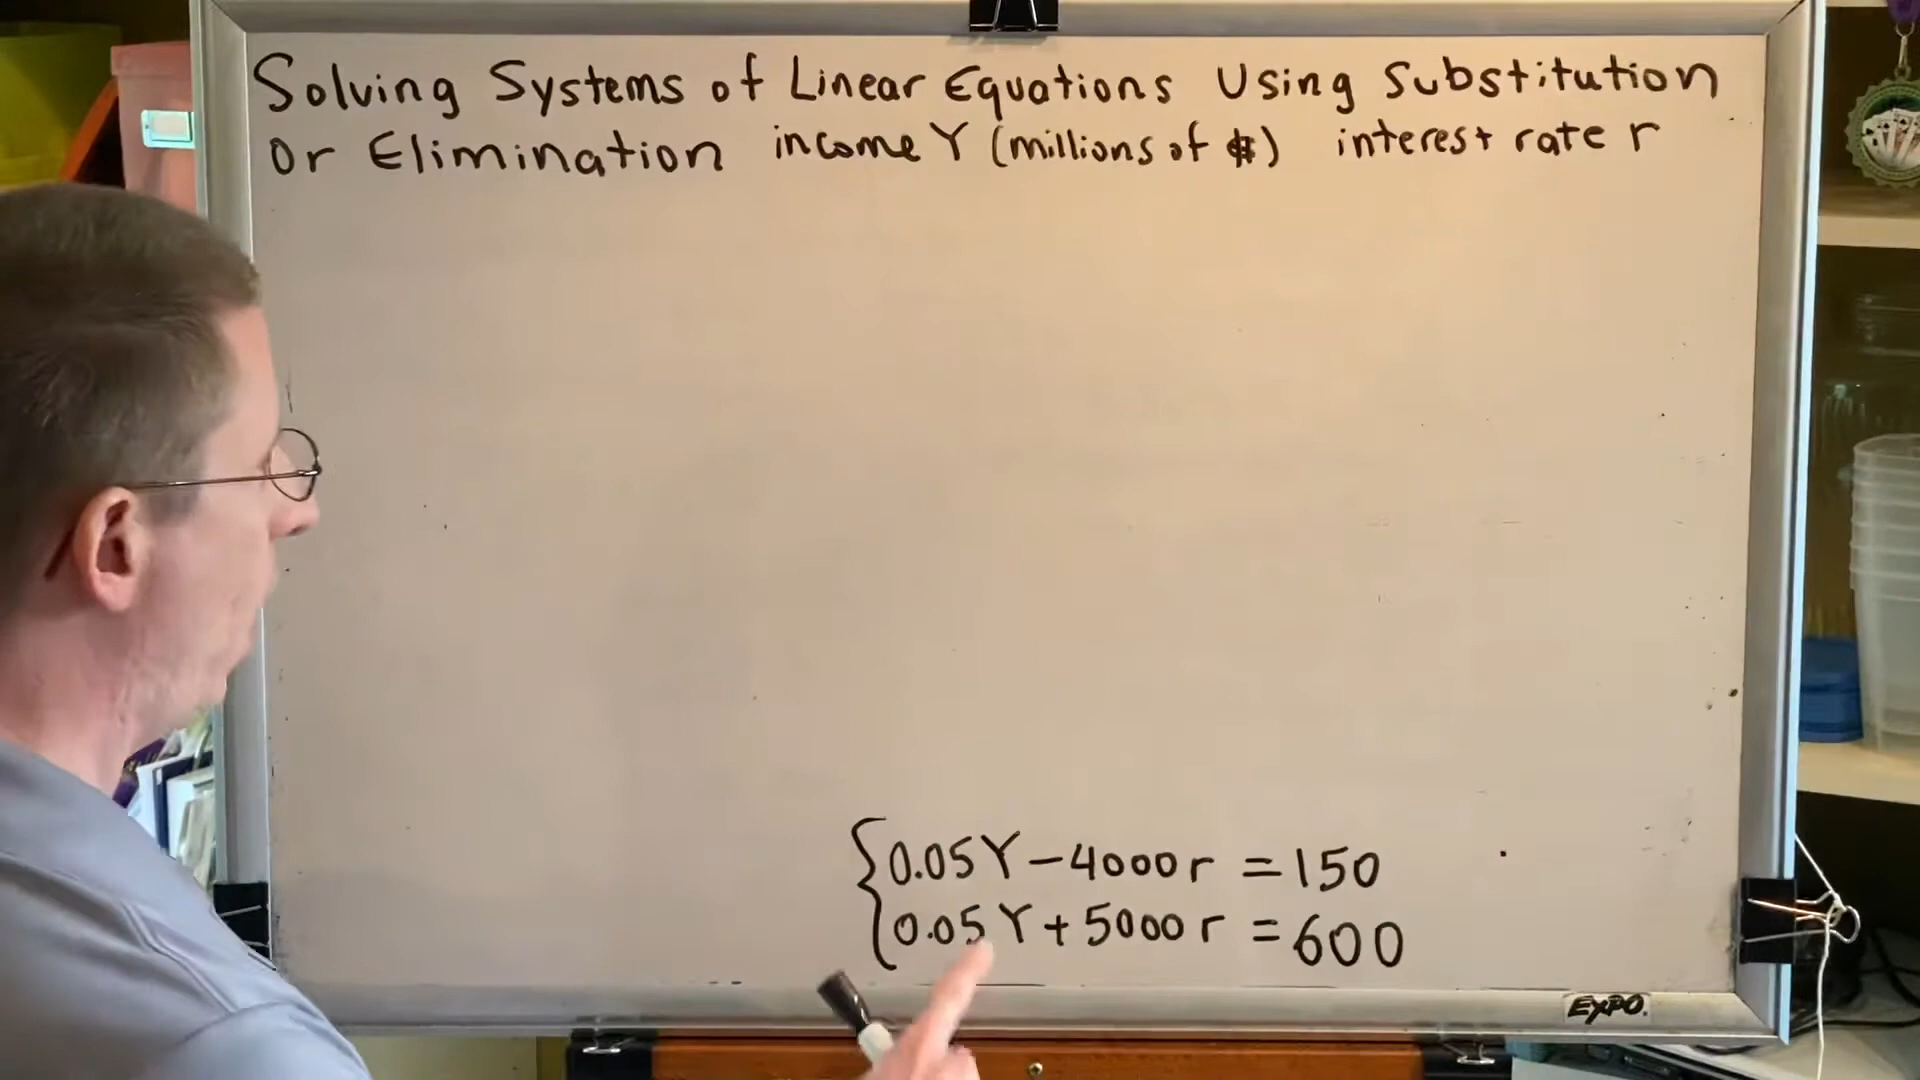 Solving Systems of Linear Equations Using Substitution
Or Elimination income Y (millions of $) interest rate r
0.05Y-4000r = 150
0.05Y+5000r = 600
EXPO.